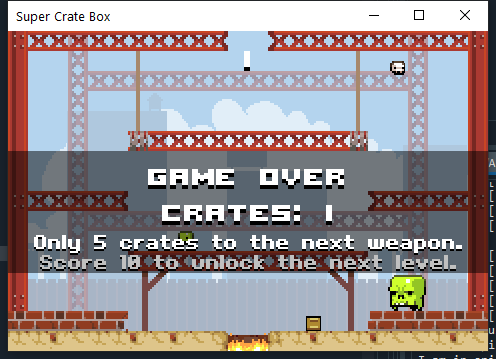 Super Crate Box
GAME OVER
CRATES: 1
Only 5 crates to the next weapon.
Score 10 to unlock the next level.